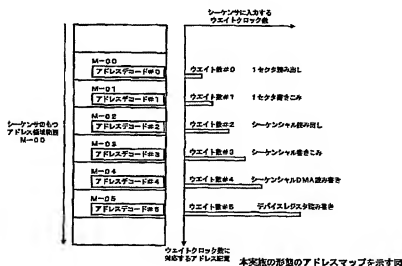 シーケンサに入力する
ウエイトクロック数
M-00
アドレスデコード#0
ウエイト数#0 1セクタ読み出し
M-01
アドレスデコード#1
ウエイト数#1 1セクタ書きこみ
M-02
アドレスデコード#2
ウエイト数#2 シーケンシャル読み出し
シーケンサのもつ
アドレス領域範囲
M-00
M-03
アドレスデコード#3
ウエイト数#3 シーケンシャル書きこみ
M-04
アドレスデコード#4
ウエイト数#4 シーケンシャルDMA読み書き
M-05
アドレスデコード#5
ウエイト数#5 デバイスレジスタ読み書き
ウエイトクロック数に
対応するアドレス配置
本実施の形態のアドレスマップを示す図